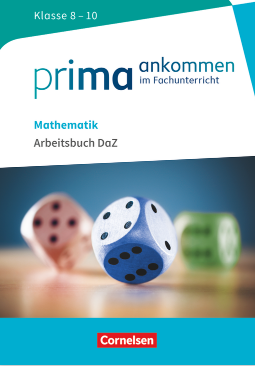 Klasse 8 – 10
prima ankommen
im Fachunterricht
Mathematik
Arbeitsbuch DaZ
Cornelsen